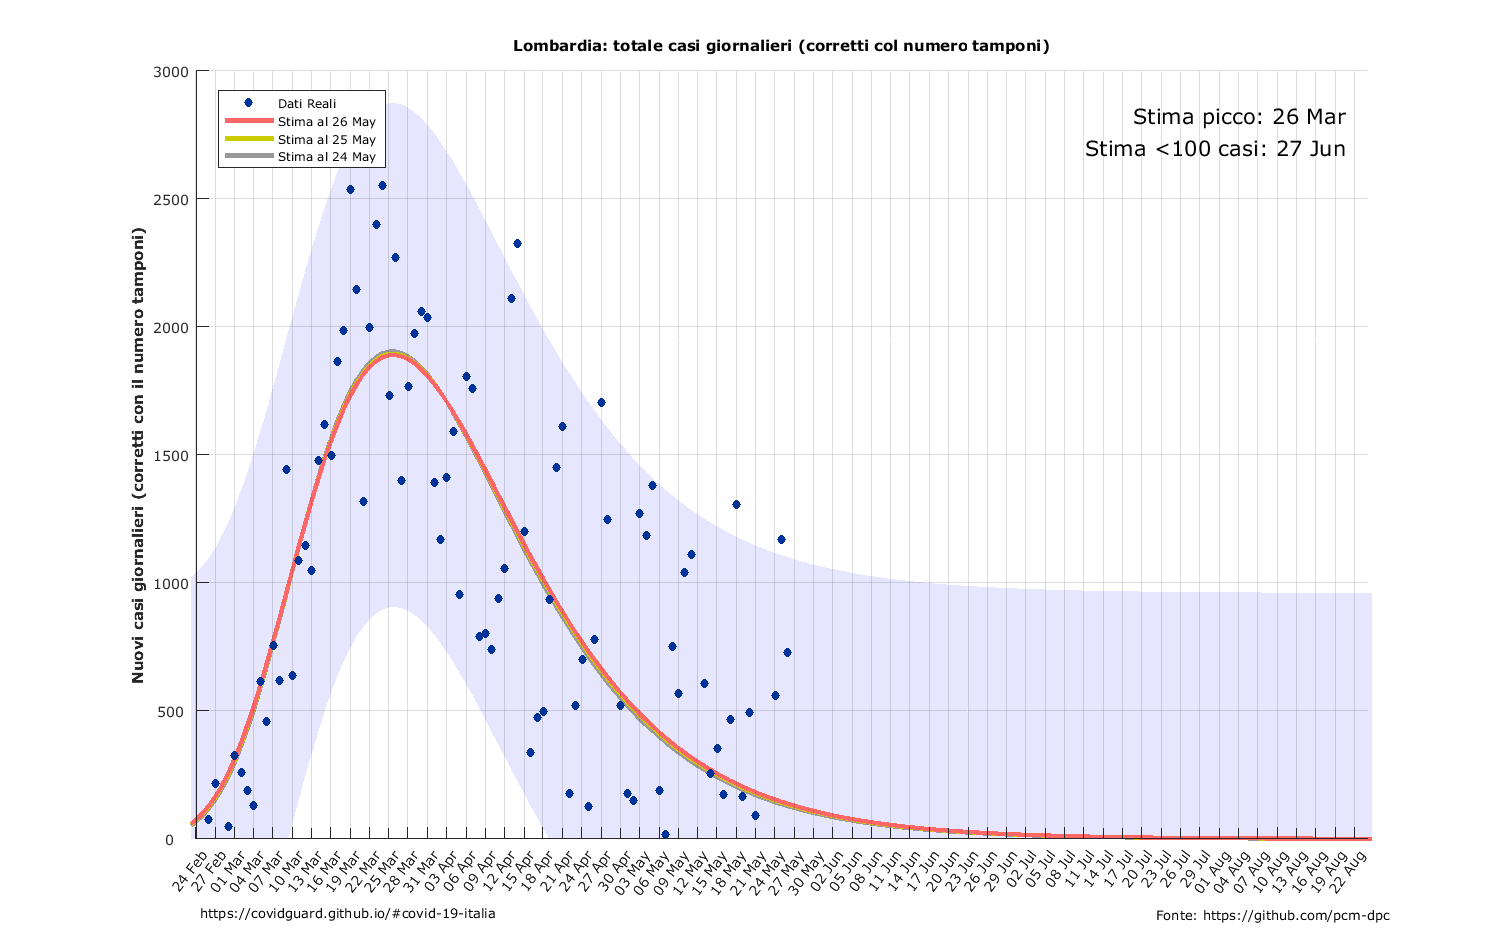 Lombardia: totale casi giornalieri (corretti col numero tamponi)
3000
2500
2000
1500
1000
500
0
Nuovi casi giornalieri (corretti con il numero tamponi)
Dati Reali
Stima al 26 May
Stima al 25 May
Stima al 24 May
Stima picco: 26 Mar
Stima <100 casi: 27 Jun
24 Feb
27 Feb
01 Mar
04 Mar
07 Mar
10 Mar
13 Mar
16 Mar
19 Mar
22 Mar
25 Mar
28 Mar
31 Mar
03 Apr
06 Apr
09 Apr
12 Apr
15 Apr
18 Apr
21 Apr
24 Apr
27 Apr
30 Apr
03 May
06 May
09 May
12 May
15 May
18 May
21 May
24 May
27 May
30 May
02 Jun
05 Jun
08 Jun
11 Jun
14 Jun
17 Jun
20 Jun
23 Jun
26 Jun
29 Jun
02 Jul
05 Jul
08 Jul
11 Jul
14 Jul
17 Jul
20 Jul
23 Jul
26 Jul
29 Jul
01 Aug
04 Aug
07 Aug
10 Aug
13 Aug
16 Aug
19 Aug
22 Aug
https://covidguard.github.io/#covid-19-italia
Fonte: https://github.com/pcm-dpc